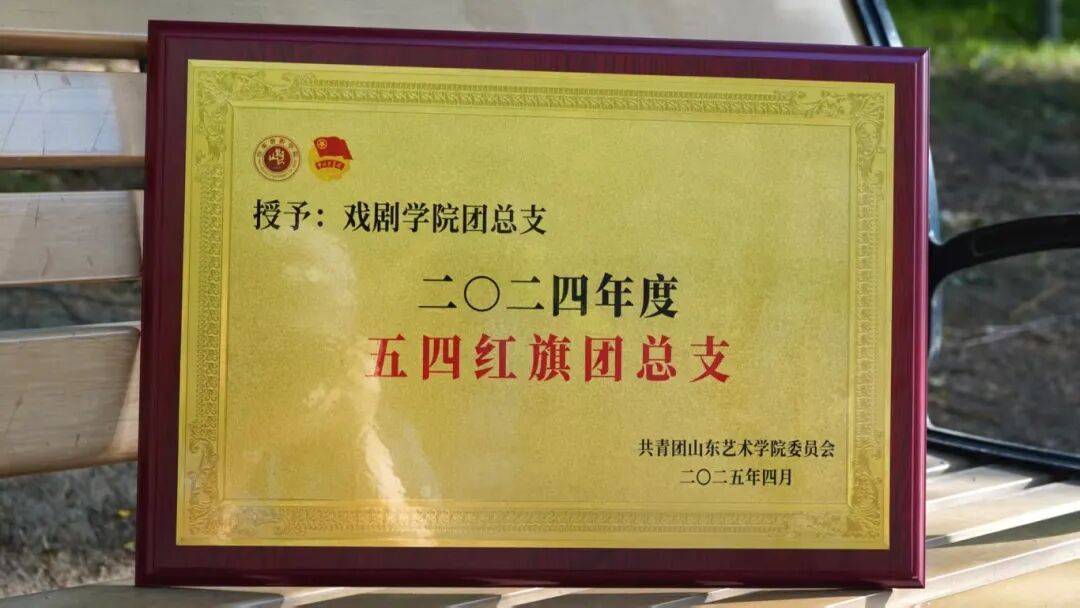 授予：戏剧学院团总支
二〇二四年度
五四红旗团总支
共青团山东艺术学院委员会
二〇二五年四月